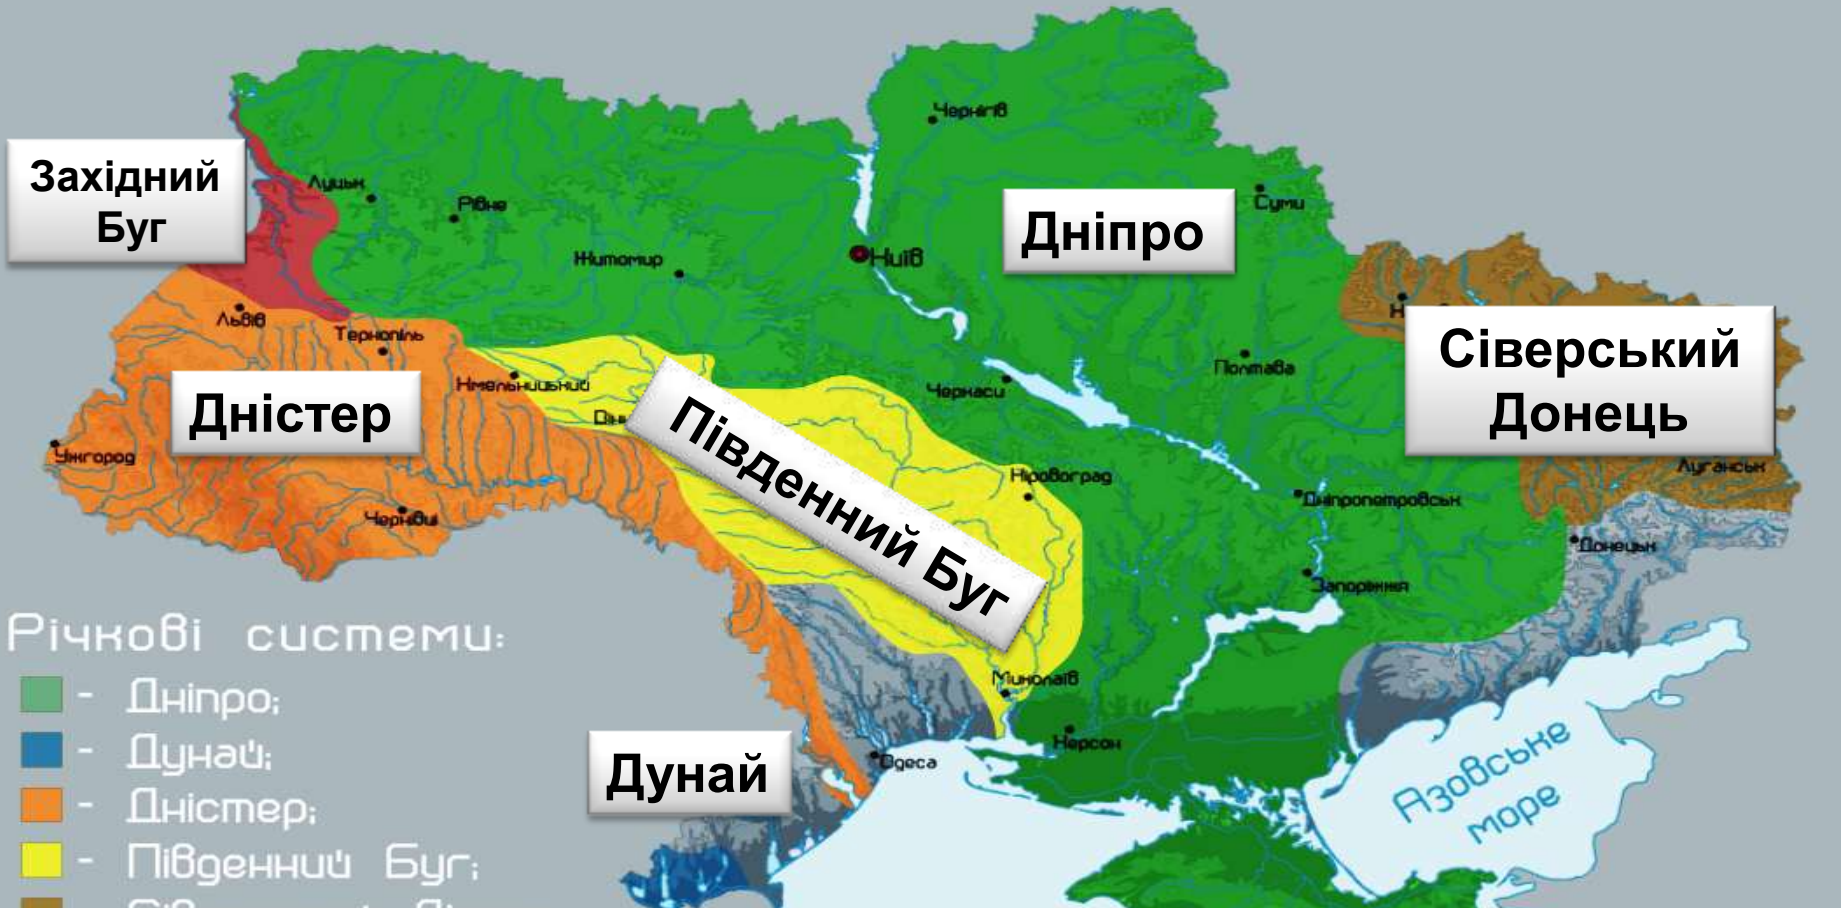 Чернігів
Західний
Буг
Луцьк
Рівне
Суми
Дніпро
Житомир
Київ
Львів
Тернопіль
Сіверський
Донець
Полтава
Хмельницький
Черкаси
Дністер
Він
Південний Буг
Ужгород
Кіровоград
Луганськ
Дніпропетровськ
Чернівці
Донецьк
Запоріжжя
Річкові системи:
- Дніпро;
Миколаїв
- Дунай;
Херсон
Одеса
Дунай
Азовське
море
- Дністер;
- Південний Буг;